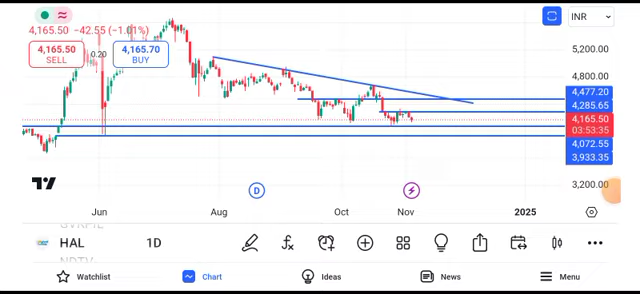 4,165.50 -42.55 (-1.01%)
4,165.50
SELL
0.20
4,165.70
BUY
INR
5,200.00
4,800.00
4,477.20
4,285.65
4,165.50
03:53:35
4,072.55
3,933.35
3,200.00
D
Jun
Aug
Oct
Nov
2025
HAL
1D
NDTV
Watchlist
Chart
Ideas
News
Menu